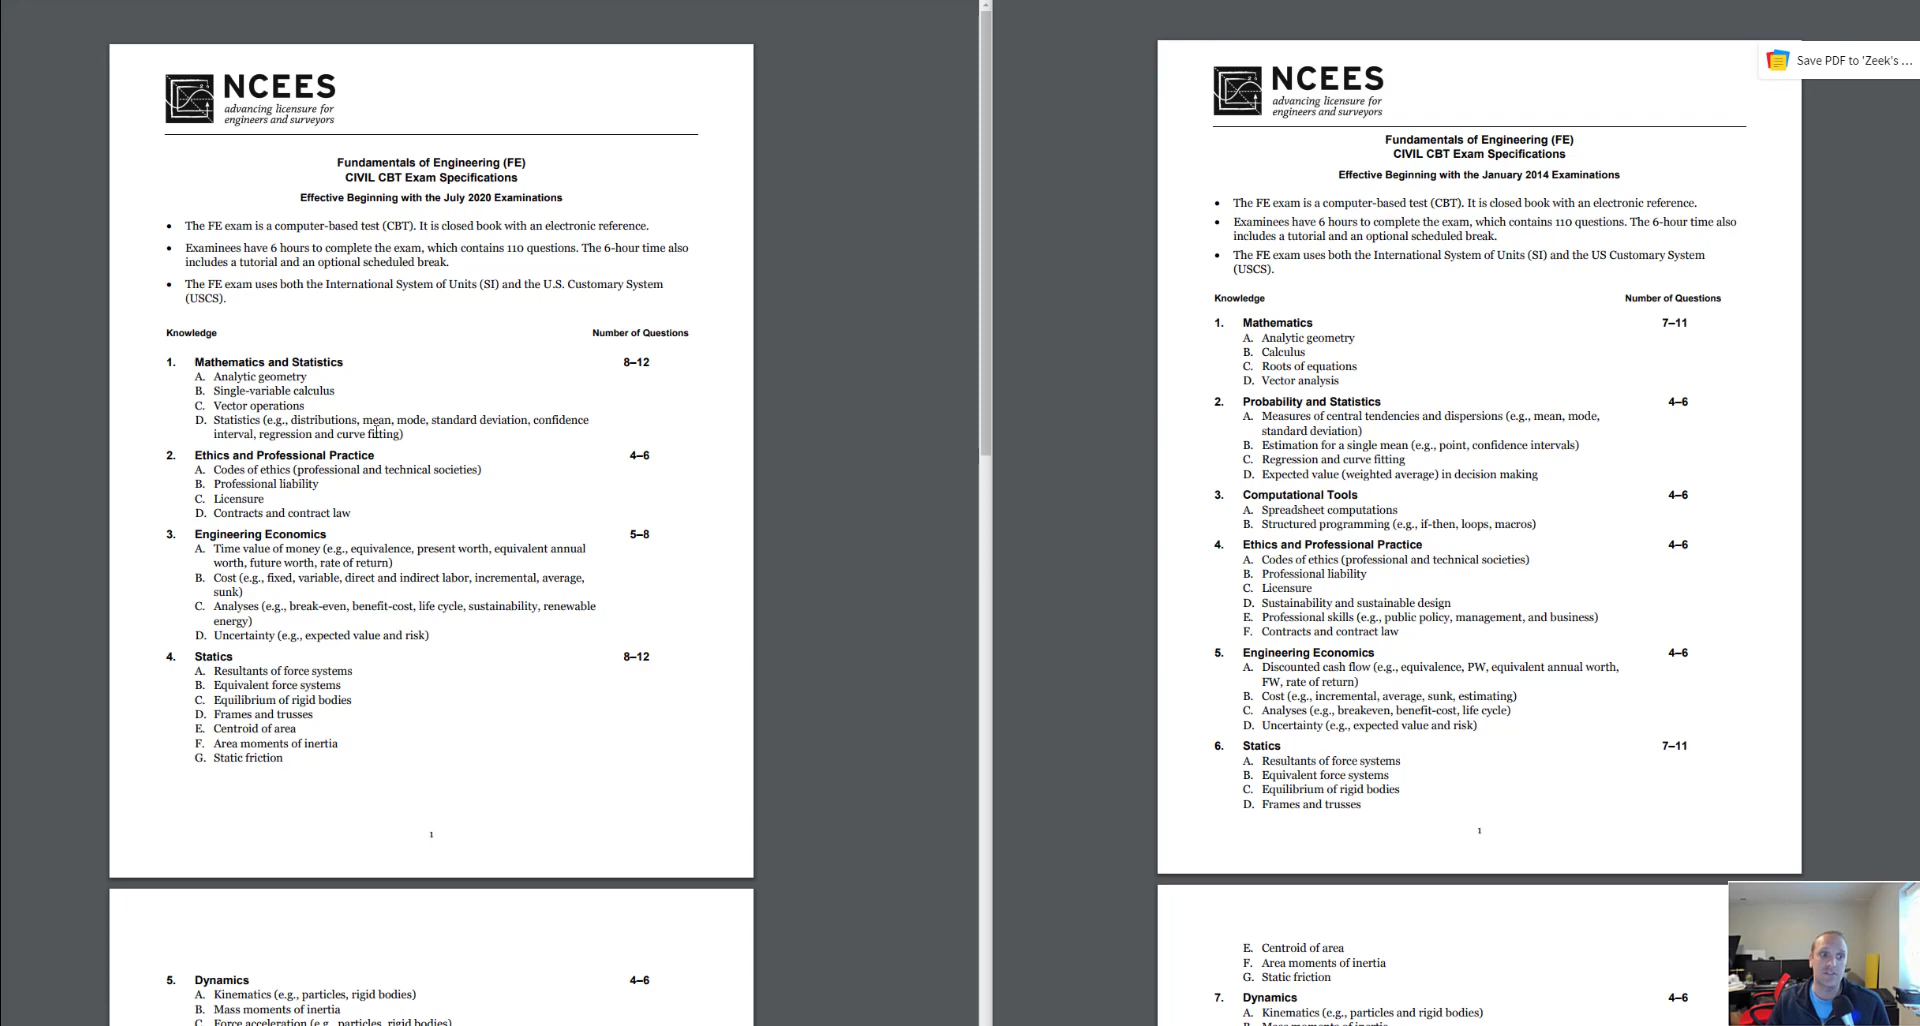 NCEES
advancing licensure for
engineers and surveyors
Fundamentals of Engineering (FE)
CIVIL CBT Exam Specifications
Effective Beginning with the July 2020 Examinations
• The FE exam is a computer-based test (CBT). It is closed book with an electronic reference.
• Examinees have 6 hours to complete the exam, which contains 110 questions. The 6-hour time also
includes a tutorial and an optional scheduled break.
• The FE exam uses both the International System of Units (SI) and the U.S. Customary System
(USCS).
Knowledge Number of Questions
1. Mathematics and Statistics 8–12
A. Analytic geometry
B. Single-variable calculus
C. Vector operations
D. Statistics (e.g., distributions, mean, mode, standard deviation, confidence
interval, regression and curve fitting)
2. Ethics and Professional Practice 4–6
A. Codes of ethics (professional and technical societies)
B. Professional liability
C. Licensure
D. Contracts and contract law
3. Engineering Economics 5–8
A. Time value of money (e.g., equivalence, present worth, equivalent annual
worth, future worth, rate of return)
B. Cost (e.g., fixed, variable, direct and indirect labor, incremental, average,
sunk)
C. Analyses (e.g., break-even, benefit-cost, life cycle, sustainability, renewable
energy)
D. Uncertainty (e.g., expected value and risk)
4. Statics 8–12
A. Resultants of force systems
B. Equivalent force systems
C. Equilibrium of rigid bodies
D. Frames and trusses
E. Centroid of area
F. Area moments of inertia
G. Static friction
1
5. Dynamics 4–6
A. Kinematics (e.g., particles, rigid bodies)
B. Mass moments of inertia
C. Force acceleration (e.g., particles, rigid bodies)
NCEES
advancing licensure for
engineers and surveyors
Save PDF to 'Zeek's ...
Fundamentals of Engineering (FE)
CIVIL CBT Exam Specifications
Effective Beginning with the January 2014 Examinations
• The FE exam is a computer-based test (CBT). It is closed book with an electronic reference.
• Examinees have 6 hours to complete the exam, which contains 110 questions. The 6-hour time also
includes a tutorial and an optional scheduled break.
• The FE exam uses both the International System of Units (SI) and the US Customary System
(USCS).
Knowledge Number of Questions
1. Mathematics 7–11
A. Analytic geometry
B. Calculus
C. Roots of equations
D. Vector analysis
2. Probability and Statistics 4–6
A. Measures of central tendencies and dispersions (e.g., mean, mode,
standard deviation)
B. Estimation for a single mean (e.g., point, confidence intervals)
C. Regression and curve fitting
D. Expected value (weighted average) in decision making
3. Computational Tools 4–6
A. Spreadsheet computations
B. Structured programming (e.g., if-then, loops, macros)
4. Ethics and Professional Practice 4–6
A. Codes of ethics (professional and technical societies)
B. Professional liability
C. Licensure
D. Sustainability and sustainable design
E. Professional skills (e.g., public policy, management, and business)
F. Contracts and contract law
5. Engineering Economics 4–6
A. Discounted cash flow (e.g., equivalence, PW, equivalent annual worth,
FW, rate of return)
B. Cost (e.g., incremental, average, sunk, estimating)
C. Analyses (e.g., breakeven, benefit-cost, life cycle)
D. Uncertainty (e.g., expected value and risk)
6. Statics 7–11
A. Resultants of force systems
B. Equivalent force systems
C. Equilibrium of rigid bodies
D. Frames and trusses
1
E. Centroid of area
F. Area moments of inertia
G. Static friction
7. Dynamics 4–6
A. Kinematics (e.g., particles and rigid bodies)
B. Mass moments of inertia